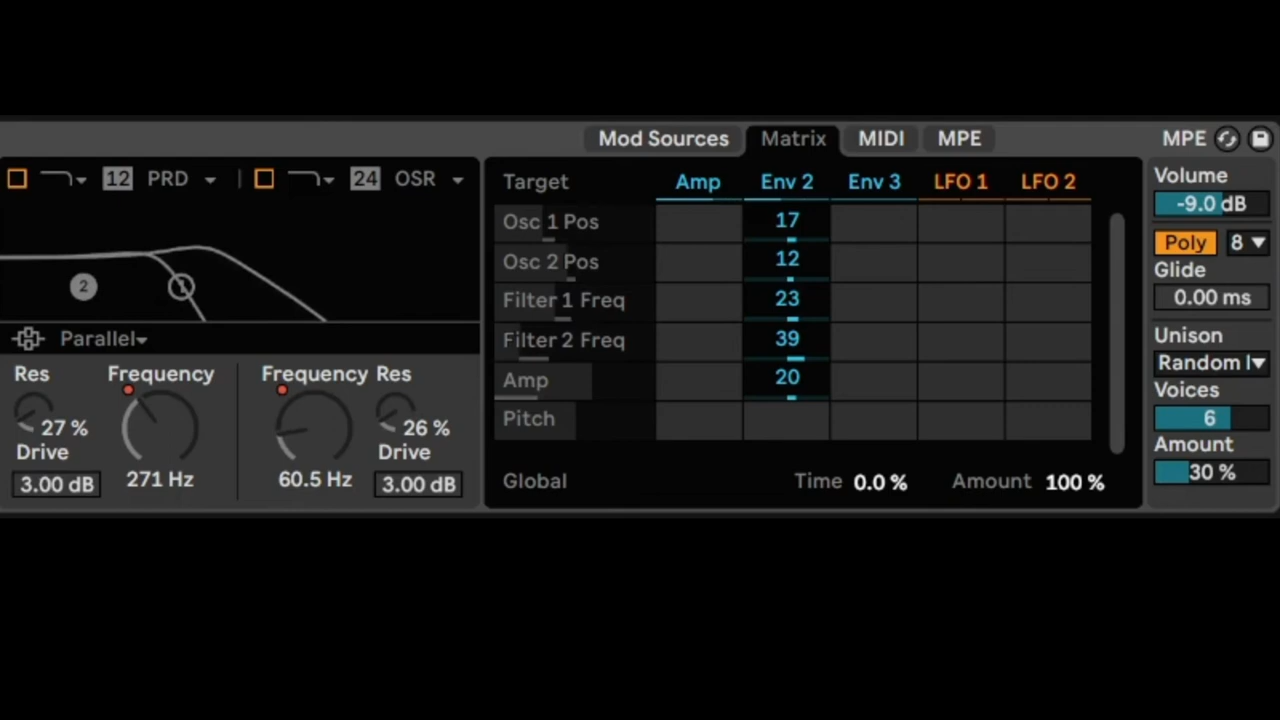 Mod Sources Matrix MIDI MPE MPE
12 PRD 24 OSR
2 1
Parallel
Res Frequency Frequency Res
27 % 26 %
Drive 271 Hz 60.5 Hz Drive
3.00 dB 3.00 dB
Target Amp Env 2 Env 3 LFO 1 LFO 2
Osc 1 Pos 17
Osc 2 Pos 12
Filter 1 Freq 23
Filter 2 Freq 39
Amp 20
Pitch
Global Time 0.0 % Amount 100 %
Volume
-9.0 dB
Poly 8
Glide
0.00 ms
Unison
Random
Voices
6
Amount
30 %